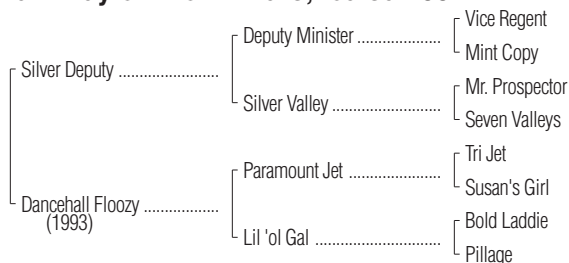 Vice Regent
Deputy Minister ....................
Mint Copy
Silver Deputy ......................
Mr. Prospector
Silver Valley ........................
Seven Valleys
Tri Jet
Paramount Jet ....................
Susan's Girl
Dancehall Floozy ................
(1993)
Bold Laddie
Lil 'ol Gal ...........................
Pillage